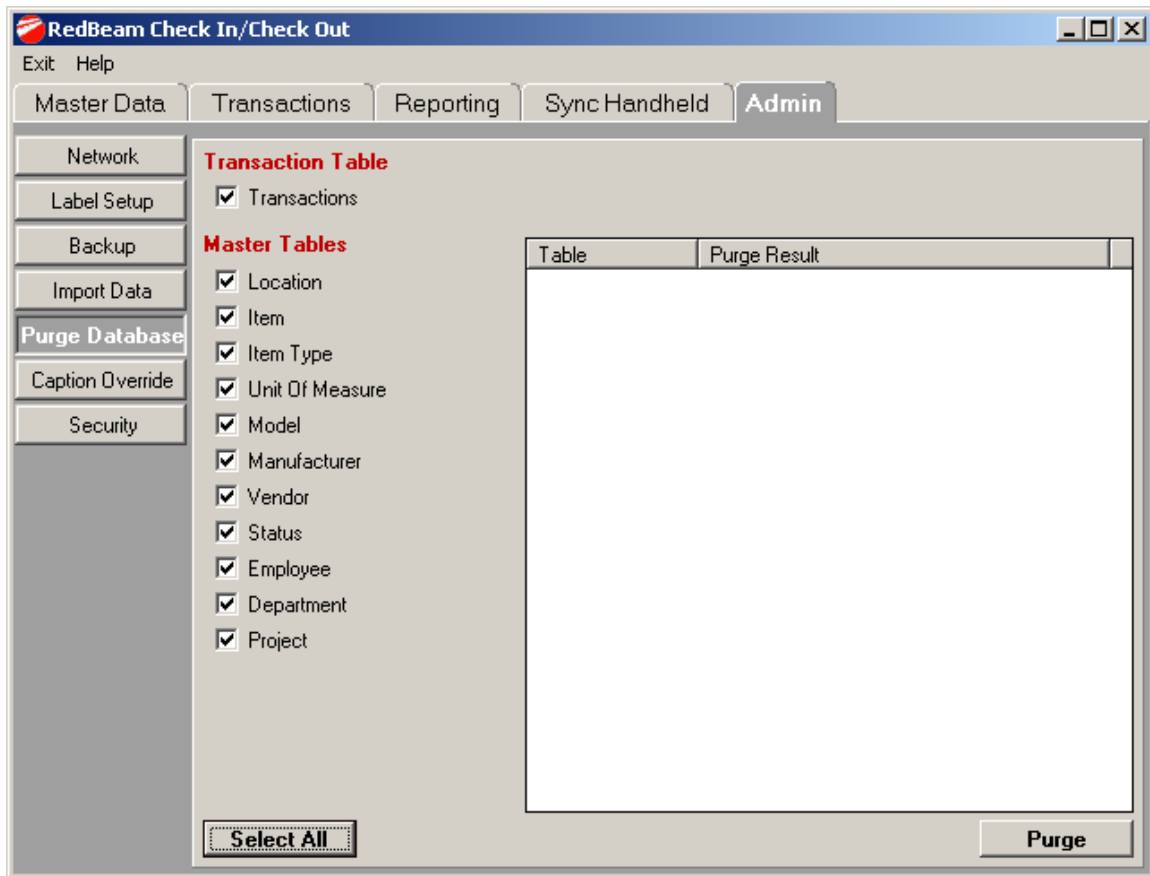 RedBeam Check In/Check Out
Exit Help
Master Data Transactions Reporting Sync Handheld Admin
Network
Label Setup
Backup
Import Data
Purge Database
Caption Override
Security
Transaction Table
Transactions
Master Tables
Location
Item
Item Type
Unit Of Measure
Model
Manufacturer
Vendor
Status
Employee
Department
Project
Table Purge Result
Select All
Purge